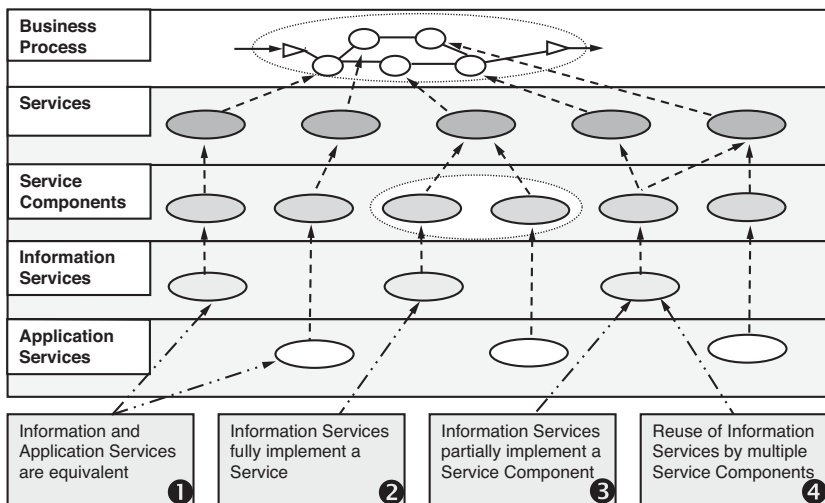 Business
Process
Services
Service
Components
Information
Services
Application
Services
Information and
Application Services
are equivalent
1
Information Services
fully implement a
Service
2
Information Services
partially implement a
Service Component
3
Reuse of Information
Services by multiple
Service Components
4